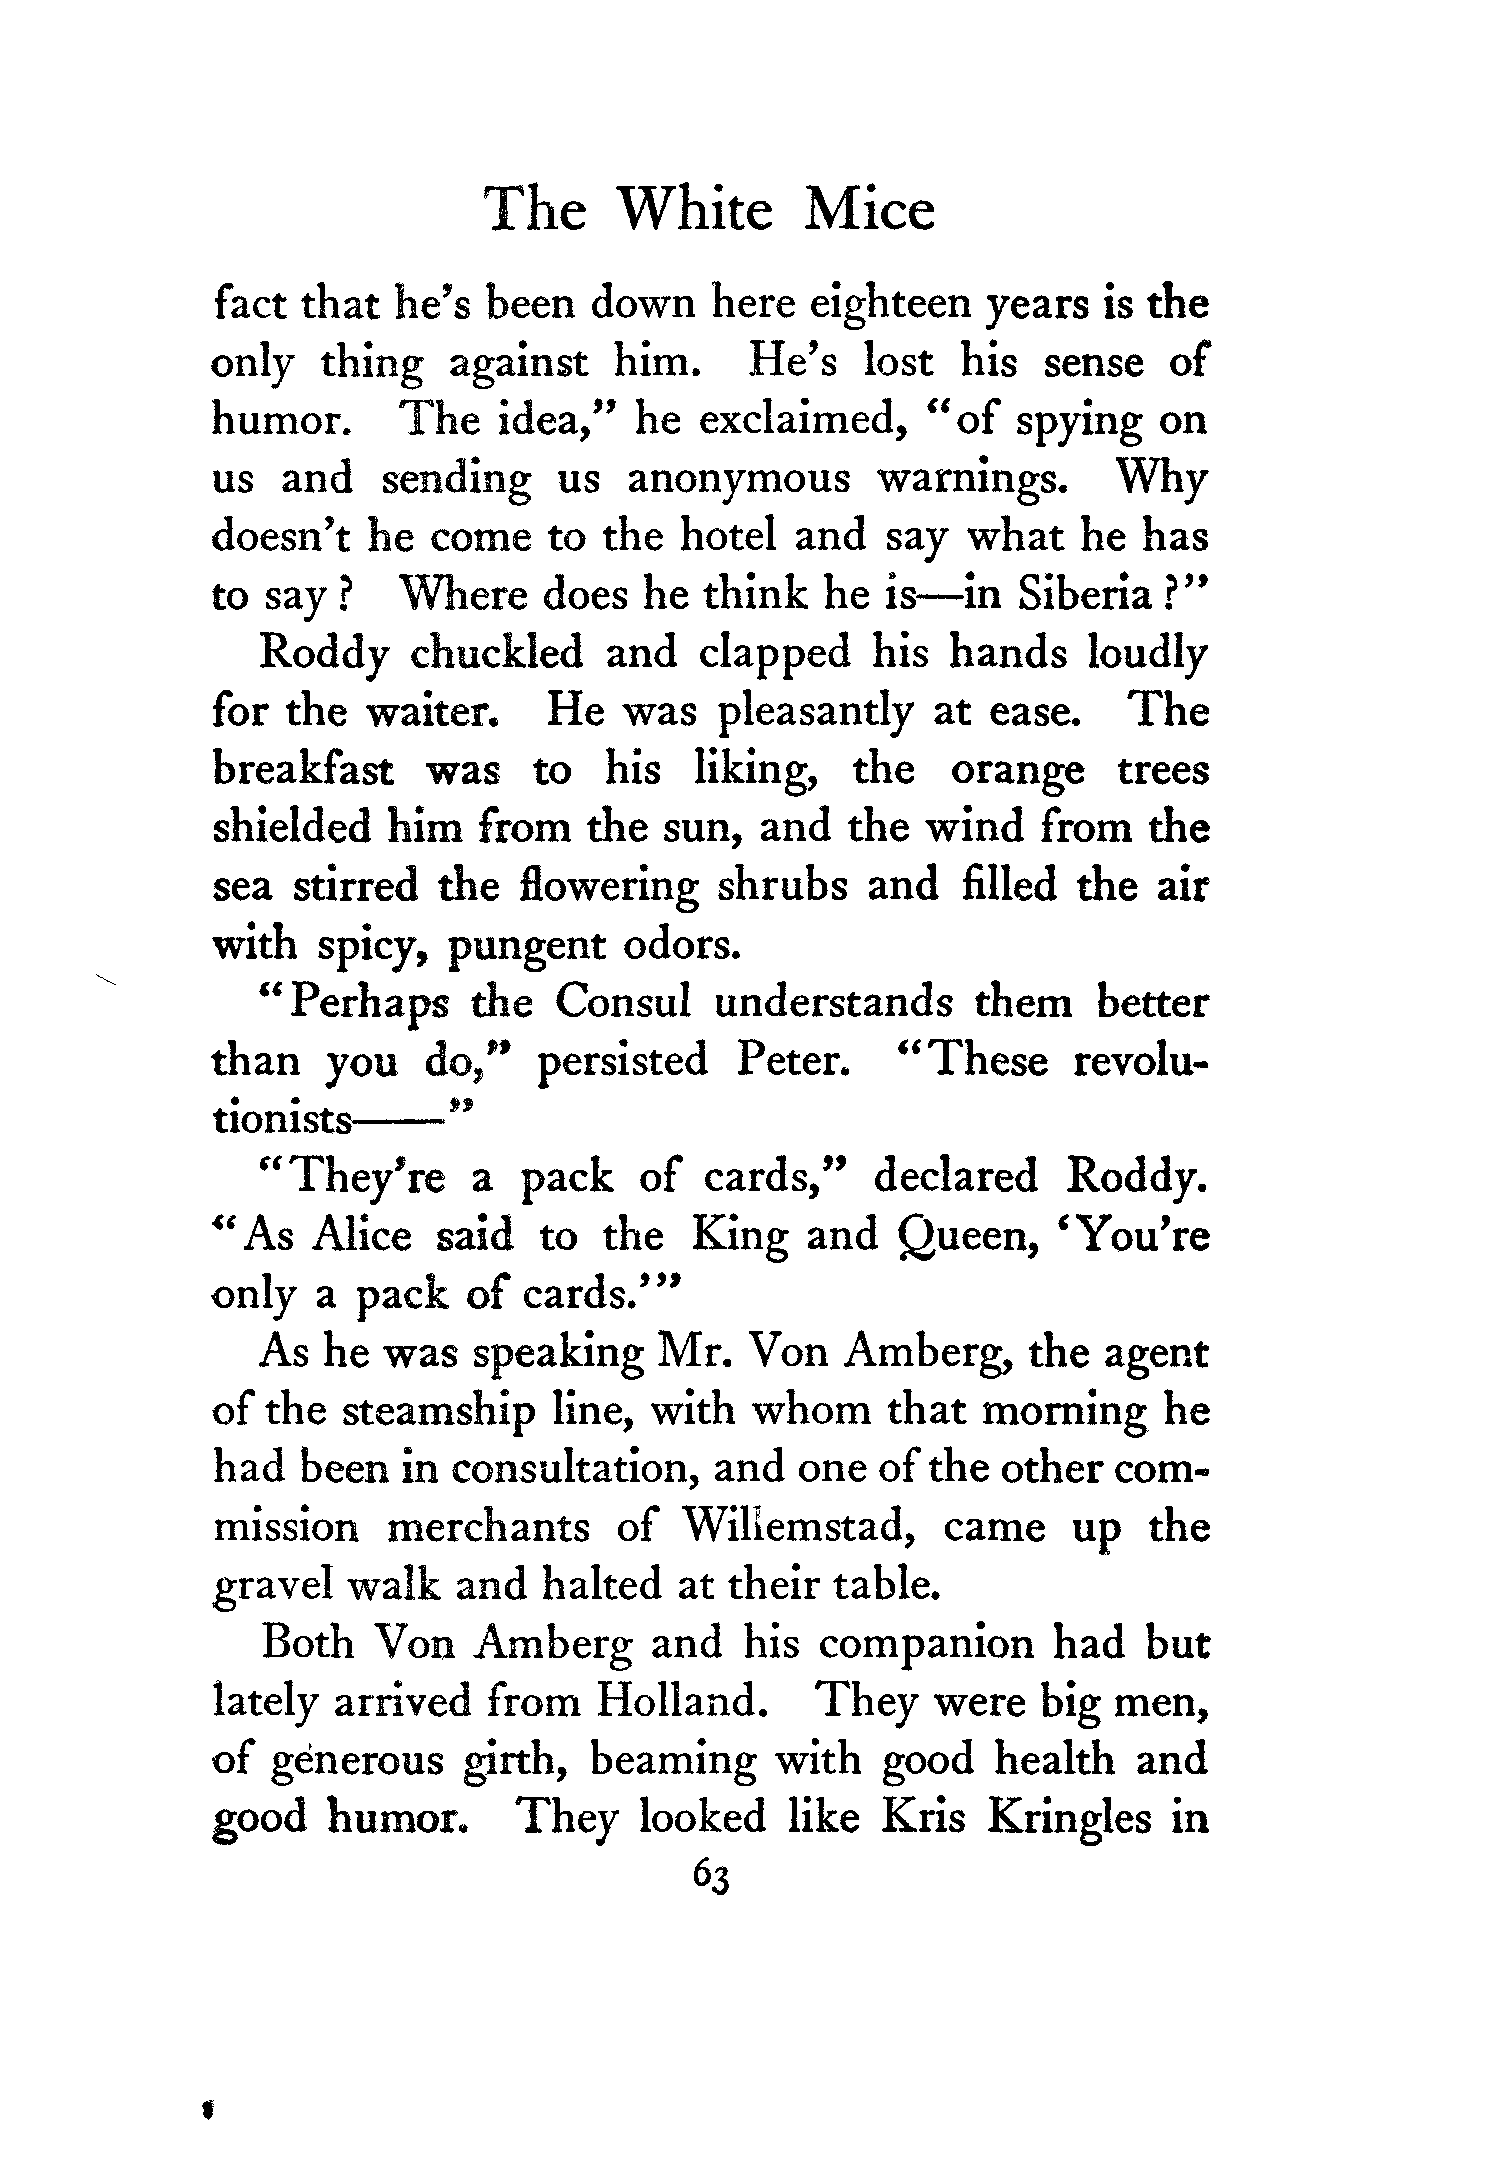 The White Mice
fact that he's been down here eighteen years is the
only thing against him. He's lost his sense of
humor. The idea," he exclaimed, "of spying on
us and sending us anonymous warnings. Why
doesn't he come to the hotel and say what he has
to say? Where does he think he is—in Siberia?"
Roddy chuckled and clapped his hands loudly
for the waiter. He was pleasantly at ease. The
breakfast was to his liking, the orange trees
shielded him from the sun, and the wind from the
sea stirred the flowering shrubs and filled the air
with spicy, pungent odors.
"Perhaps the Consul understands them better
than you do," persisted Peter. "These revolu-
tionists——"
"They're a pack of cards," declared Roddy.
"As Alice said to the King and Queen, 'You're
only a pack of cards.'"
As he was speaking Mr. Von Amberg, the agent
of the steamship line, with whom that morning he
had been in consultation, and one of the other com-
mission merchants of Willemstad, came up the
gravel walk and halted at their table.
Both Von Amberg and his companion had but
lately arrived from Holland. They were big men,
of generous girth, beaming with good health and
good humor. They looked like Kris Kringles in
63